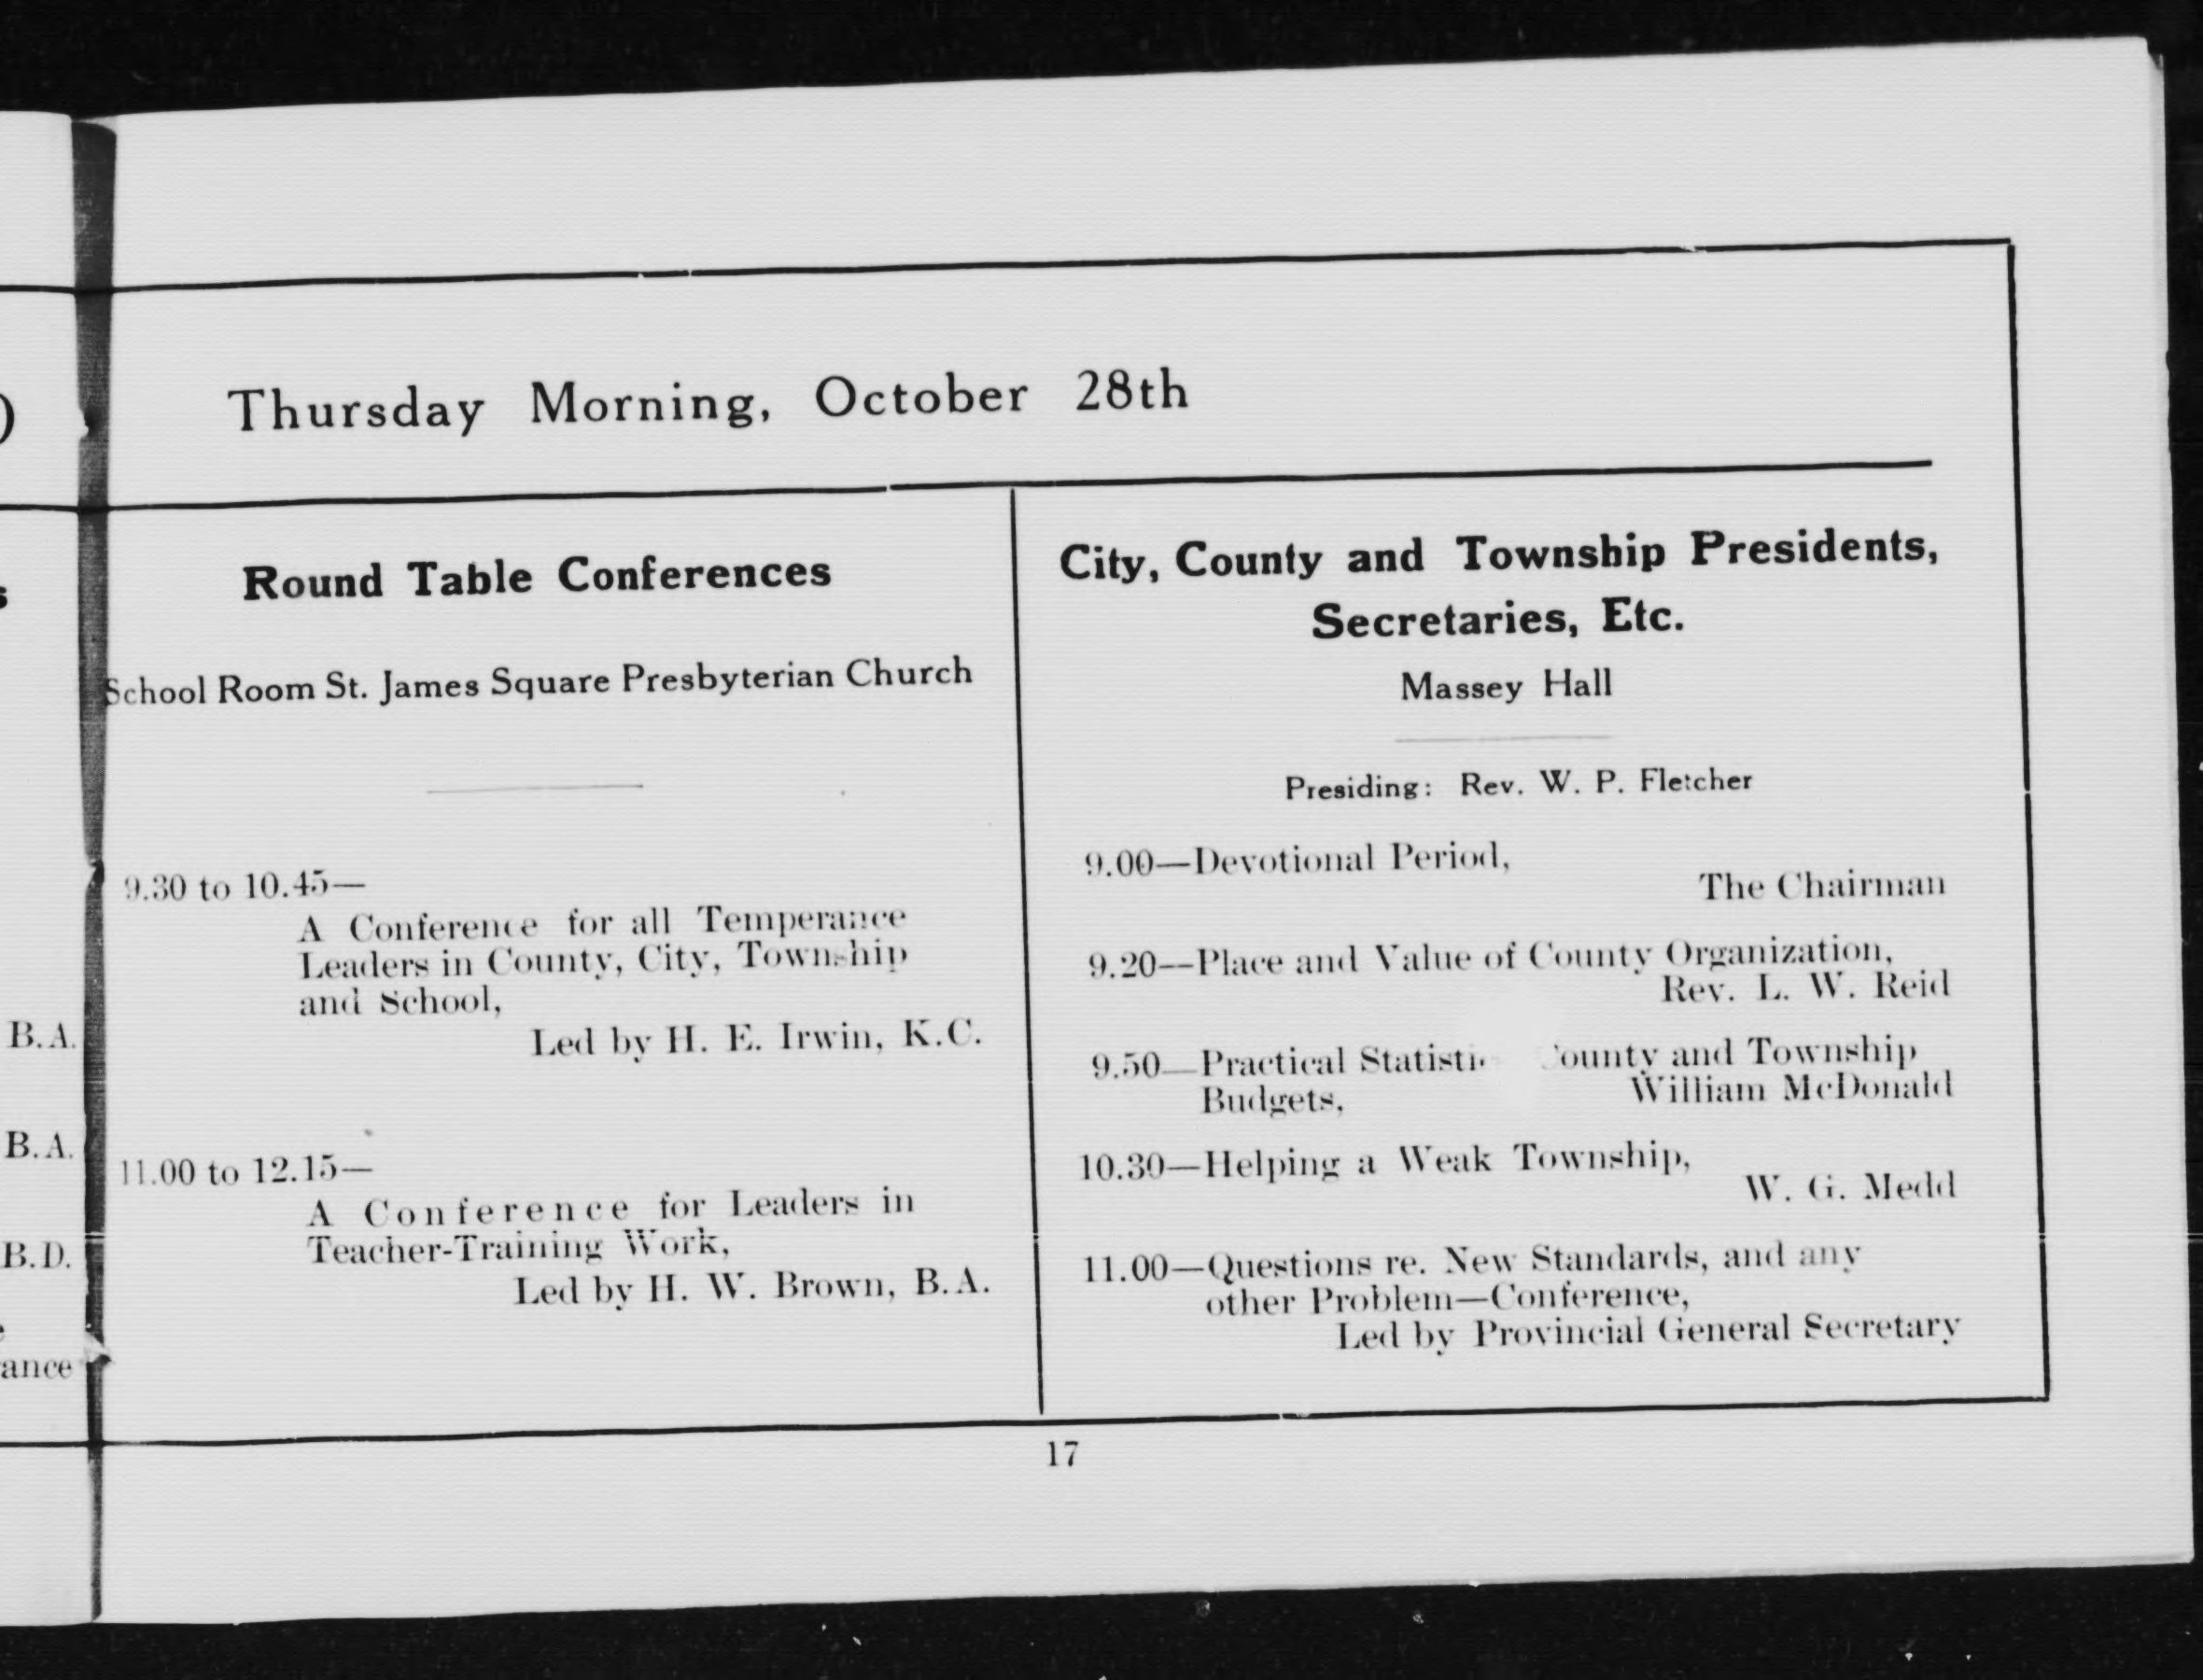 )
Thursday Morning, October 28th
s
Round Table Conferences
School Room St. James Square Presbyterian Church
9.30 to 10.45—
A Conference for all Temperance
Leaders in County, City, Township
and School,
Led by H. E. Irwin, K.C.
11.00 to 12.15—
A Conference for Leaders in
Teacher-Training Work,
Led by H. W. Brown, B.A.
City, County and Township Presidents,
Secretaries, Etc.
Massey Hall
Presiding: Rev. W. P. Fletcher
9.00—Devotional Period,
The Chairman
9.20—Place and Value of County Organization,
Rev. L. W. Reid
9.50—Practical County and Township
Budgets, William McDonald
10.30—Helping a Weak Township,
W. G. Medd
11.00—Questions re. New Standards, and any
other Problem—Conference,
Led by Provincial General Secretary
B.A.
B.A.
B.D.
ance
17